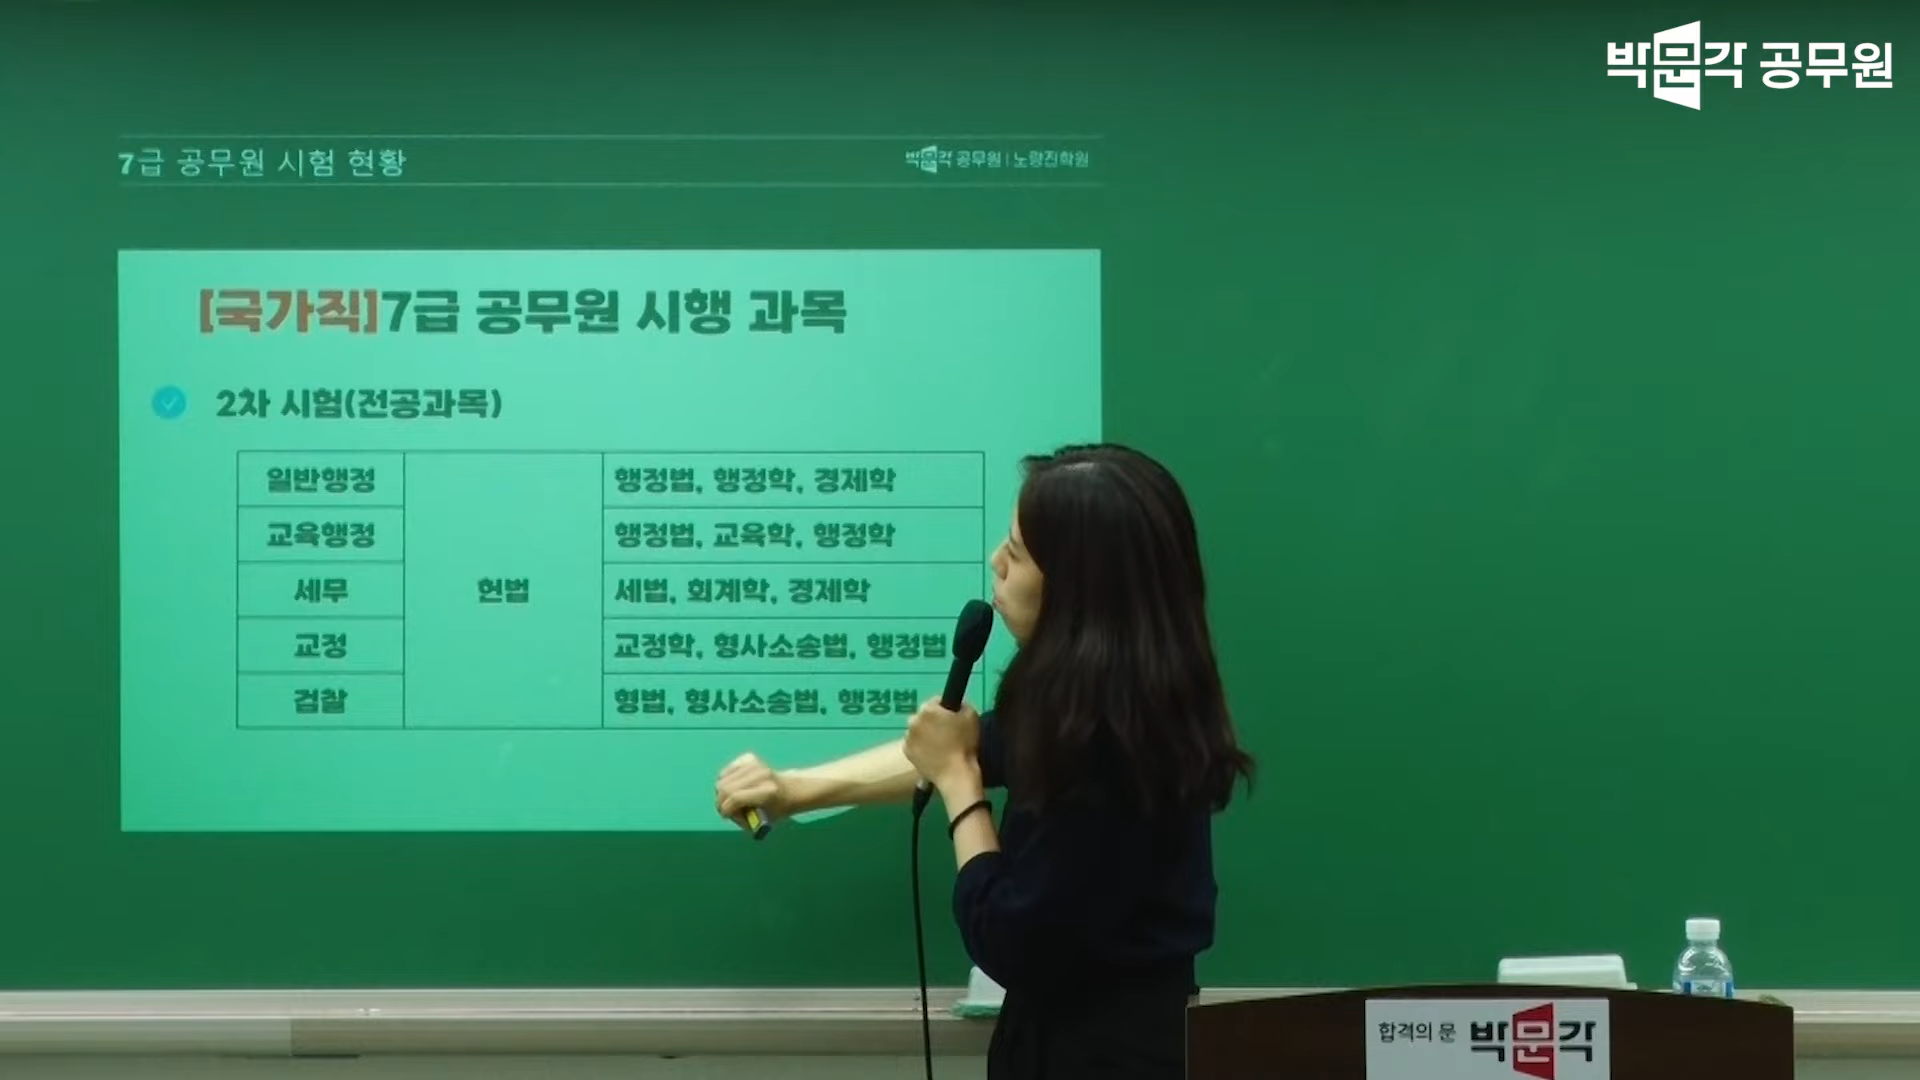 박문각 공무원
7급 공무원 시험 현황
박문각 공무원 | 노량진학원
[국가직]7급 공무원 시행 과목
2차 시험(전공과목)
일반행정
행정법, 행정학, 경제학
교육행정
행정법, 교육학, 행정학
세무
헌법
세법, 회계학, 경제학
교정
교정학, 형사소송법, 행정법
검찰
형법, 형사소송법, 행정법
합격의 문 박문각